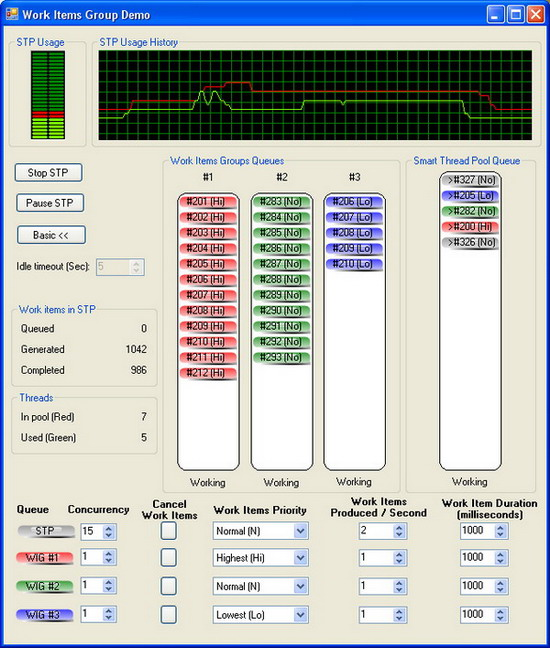 Work Items Group Demo
STP Usage
STP Usage History
Stop STP
Pause STP
Basic <<
Idle timeout (Sec): 5
Work items in STP
Queued 0
Generated 1042
Completed 986
Threads
In pool (Red) 7
Used (Green) 5
Work Items Groups Queues
#1 #2 #3
#201 (Hi) #283 (No) #206 (Lo)
#202 (Hi) #284 (No) #207 (Lo)
#203 (Hi) #285 (No) #208 (Lo)
#204 (Hi) #286 (No) #209 (Lo)
#205 (Hi) #287 (No) #210 (Lo)
#206 (Hi) #288 (No)
#207 (Hi) #289 (No)
#208 (Hi) #290 (No)
#209 (Hi) #291 (No)
#210 (Hi) #292 (No)
#211 (Hi) #293 (No)
#212 (Hi)
Working Working Working
Smart Thread Pool Queue
>#327 (No)
>#205 (Lo)
>#282 (No)
>#200 (Hi)
>#326 (No)
Working
Queue Concurrency Cancel Work Items Work Items Priority Work Items Produced / Second Work Item Duration (milliseconds)
STP 15 Normal (N) 2 1000
WIG #1 1 Highest (Hi) 1 1000
WIG #2 1 Normal (N) 1 1000
WIG #3 1 Lowest (Lo) 1 1000